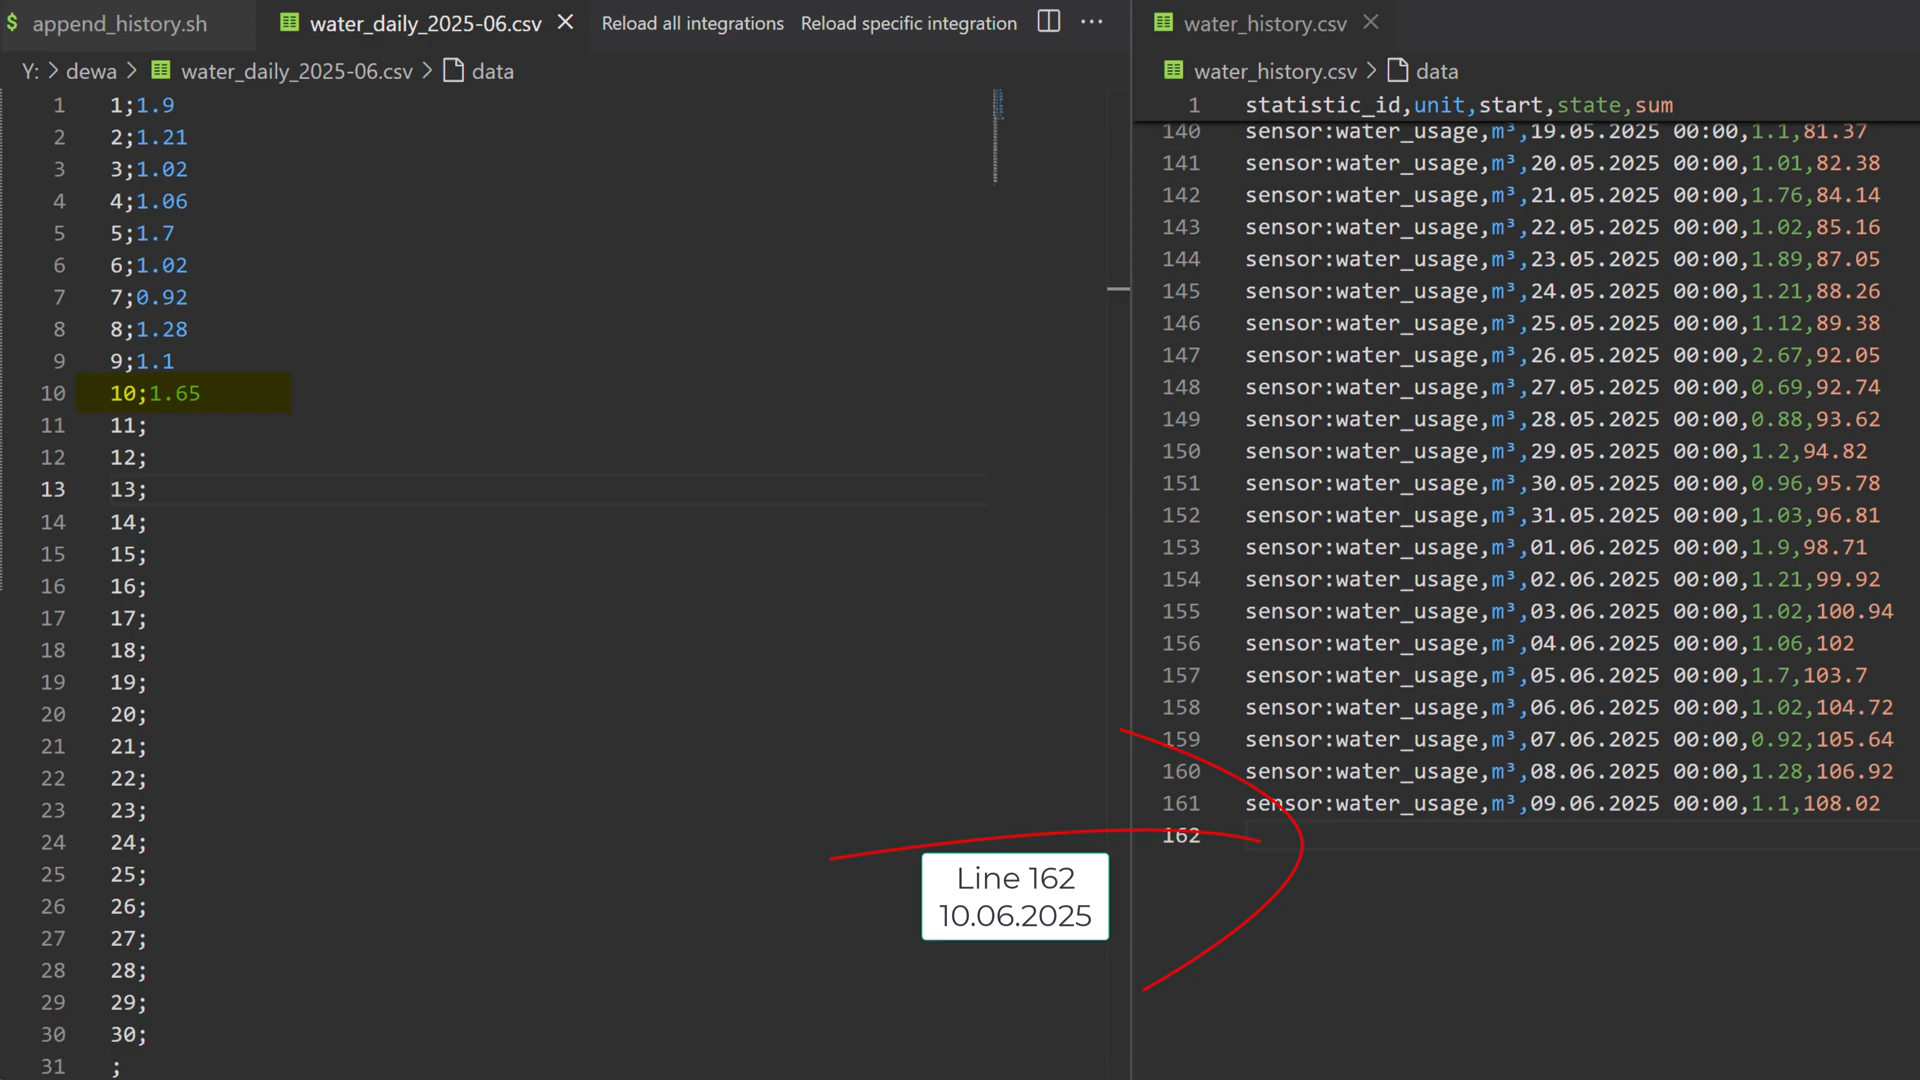 append_history.sh
water_daily_2025-06.csv
Reload all integrations
Reload specific integration
water_history.csv
Y: > dewa > water_daily_2025-06.csv > data
1 1;1.9
2 2;1.21
3 3;1.02
4 4;1.06
5 5;1.7
6 6;1.02
7 7;0.92
8 8;1.28
9 9;1.1
10 10;1.65
11 11;
12 12;
13 13;
14 14;
15 15;
16 16;
17 17;
18 18;
19 19;
20 20;
21 21;
22 22;
23 23;
24 24;
25 25;
26 26;
27 27;
28 28;
29 29;
30 30;
31 ;
water_history.csv > data
1 statistic_id,unit,start,state,sum
140 sensor:water_usage,m³,19.05.2025 00:00,1.1,81.37
141 sensor:water_usage,m³,20.05.2025 00:00,1.01,82.38
142 sensor:water_usage,m³,21.05.2025 00:00,1.76,84.14
143 sensor:water_usage,m³,22.05.2025 00:00,1.02,85.16
144 sensor:water_usage,m³,23.05.2025 00:00,1.89,87.05
145 sensor:water_usage,m³,24.05.2025 00:00,1.21,88.26
146 sensor:water_usage,m³,25.05.2025 00:00,1.12,89.38
147 sensor:water_usage,m³,26.05.2025 00:00,2.67,92.05
148 sensor:water_usage,m³,27.05.2025 00:00,0.69,92.74
149 sensor:water_usage,m³,28.05.2025 00:00,0.88,93.62
150 sensor:water_usage,m³,29.05.2025 00:00,1.2,94.82
151 sensor:water_usage,m³,30.05.2025 00:00,0.96,95.78
152 sensor:water_usage,m³,31.05.2025 00:00,1.03,96.81
153 sensor:water_usage,m³,01.06.2025 00:00,1.9,98.71
154 sensor:water_usage,m³,02.06.2025 00:00,1.21,99.92
155 sensor:water_usage,m³,03.06.2025 00:00,1.02,100.94
156 sensor:water_usage,m³,04.06.2025 00:00,1.06,102
157 sensor:water_usage,m³,05.06.2025 00:00,1.7,103.7
158 sensor:water_usage,m³,06.06.2025 00:00,1.02,104.72
159 sensor:water_usage,m³,07.06.2025 00:00,0.92,105.64
160 sensor:water_usage,m³,08.06.2025 00:00,1.28,106.92
161 sensor:water_usage,m³,09.06.2025 00:00,1.1,108.02
162
Line 162
10.06.2025